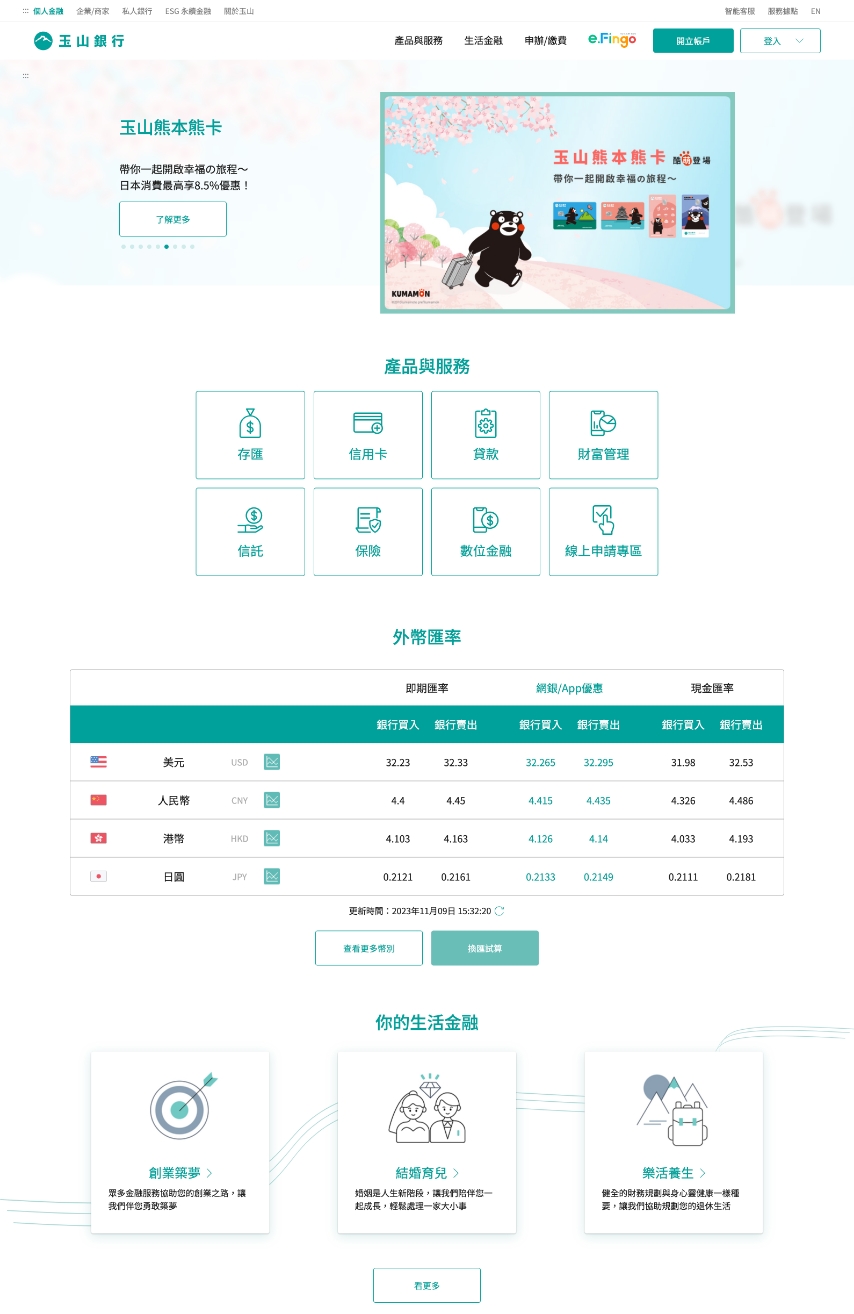 個人金融 企業/商家 私人銀行 ESG 永續金融 關於玉山 智能客服 服務據點 EN
玉山銀行 產品與服務 生活金融 申辦/繳費 e.Fingo 開立帳戶 登入
玉山熊本熊卡
帶你一起開啟幸福の旅程～
日本消費最高享8.5%優惠！
了解更多
玉山熊本熊卡 酷萌登場
帶你一起開啟幸福の旅程～
KUMAMON
產品與服務
存匯 信用卡 貸款 財富管理
信託 保險 數位金融 線上申請專區
外幣匯率
即期匯率 網銀/App優惠 現金匯率
銀行買入 銀行賣出 銀行買入 銀行賣出 銀行買入 銀行賣出
美元 USD 32.23 32.33 32.265 32.295 31.98 32.53
人民幣 CNY 4.4 4.45 4.415 4.435 4.326 4.486
港幣 HKD 4.103 4.163 4.126 4.14 4.033 4.193
日圓 JPY 0.2121 0.2161 0.2133 0.2149 0.2111 0.2181
更新時間：2023年11月09日 15:32:20
查看更多幣別 換匯試算
你的生活金融
創業築夢
眾多金融服務協助您的創業之路，讓
我們伴您勇敢築夢
結婚育兒
婚姻是人生新階段，讓我們陪伴您一
起成長，輕鬆處理一家大小事
樂活養生
健全的財務規劃與身心靈健康一樣種
要，讓我們協助規劃您的退休生活
看更多